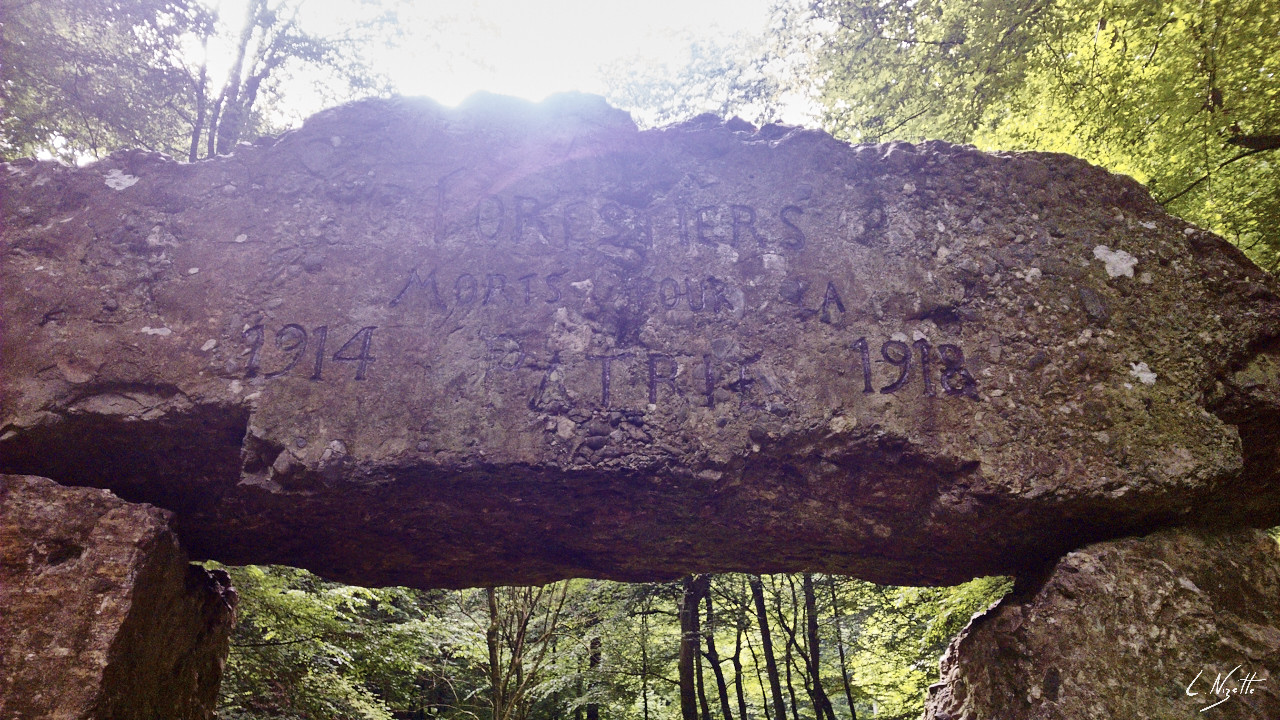 FORESTIERS
MORTS POUR LA
1914 PATRIE 1918
L Nizette